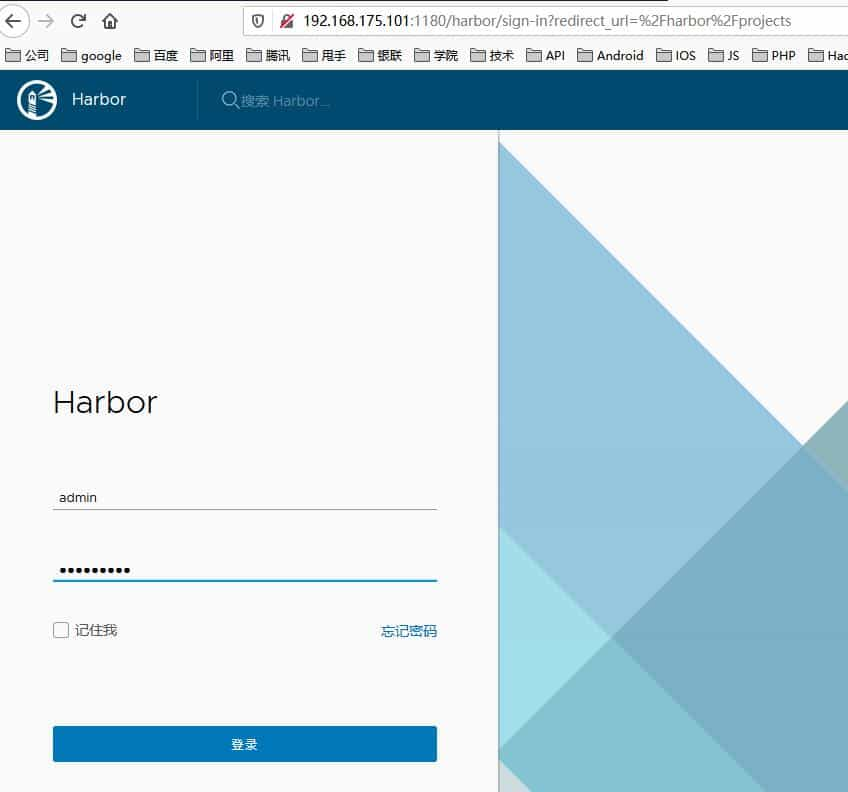 192.168.175.101:1180/harbor/sign-in?redirect_url=%2Fharbor%2Fprojects
公司 google 百度 阿里 腾讯 甩手 银联 学院 技术 API Android IOS JS PHP Hac
Harbor 搜索 Harbor...
Harbor
admin
记住我 忘记密码
登录